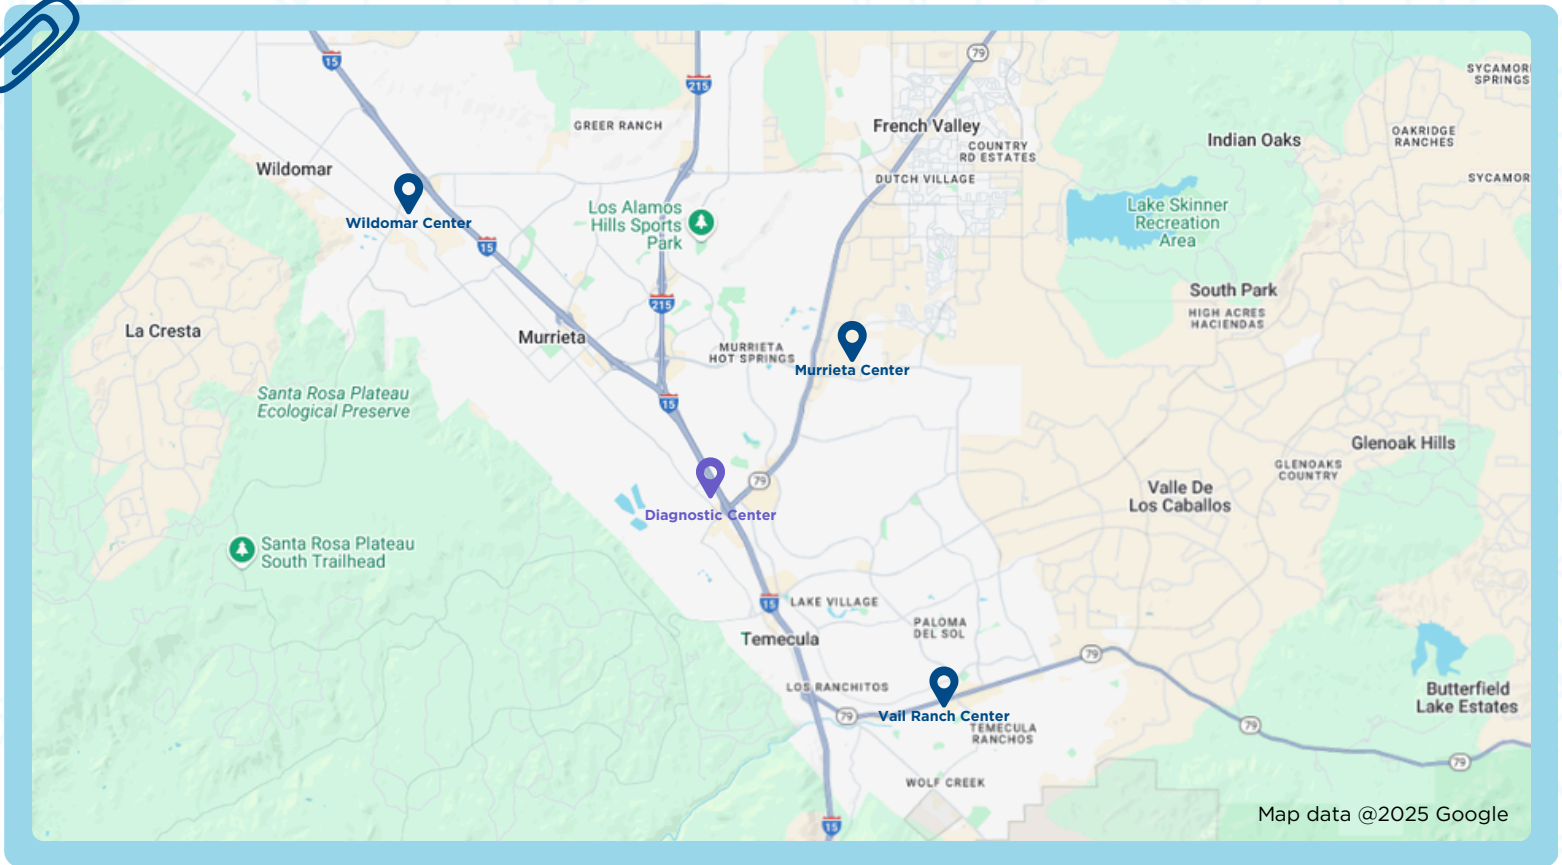 15
215
79
SYCAMOR
SPRINGS
GREER RANCH
French Valley
COUNTRY
RD ESTATES
Indian Oaks
OAKRIDGE
RANCHES
Wildomar
DUTCH VILLAGE
SYCAMOR
Wildomar Center
Los Alamos
Hills Sports
Park
Lake Skinner
Recreation
Area
15
La Cresta
215
South Park
HIGH ACRES
HACIENDAS
Murrieta
MURRIETA
HOT SPRINGS
Murrieta Center
Santa Rosa Plateau
Ecological Preserve
15
Glenoak Hills
GLENOAKS
COUNTRY
79
Valle De
Los Caballos
Diagnostic Center
Santa Rosa Plateau
South Trailhead
15
LAKE VILLAGE
PALOMA
DEL SOL
Temecula
79
LOS RANCHITOS
79
Vail Ranch Center
TEMECULA
RANCHOS
Butterfield
Lake Estates
79
79
WOLF CREEK
15
Map data @2025 Google